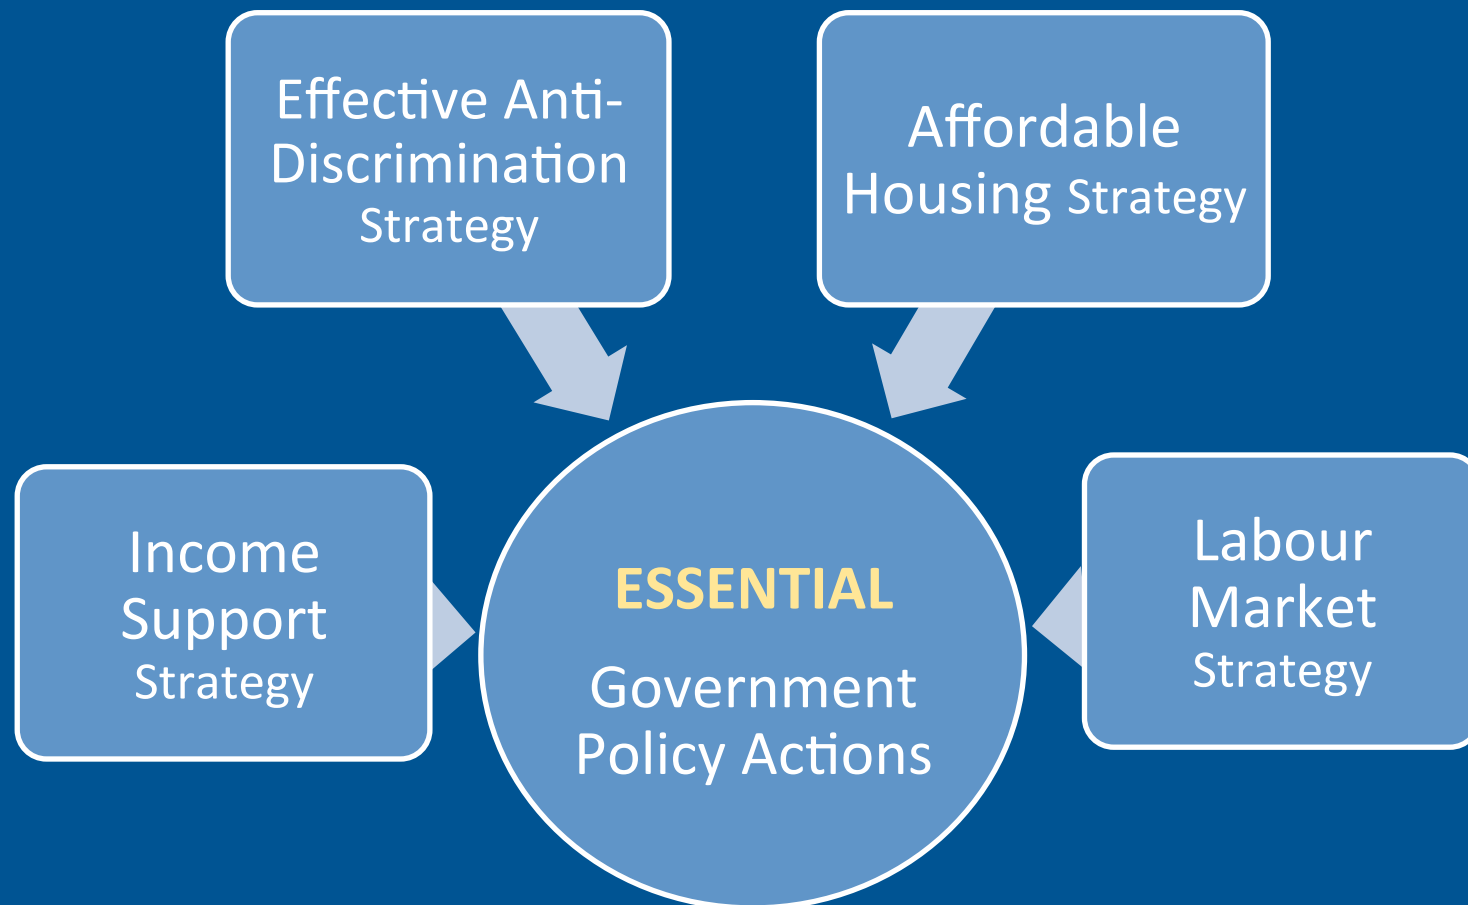 Effective Anti-
Discrimination
Strategy
Affordable
Housing Strategy
Income
Support
Strategy
ESSENTIAL
Government
Policy Actions
Labour
Market
Strategy